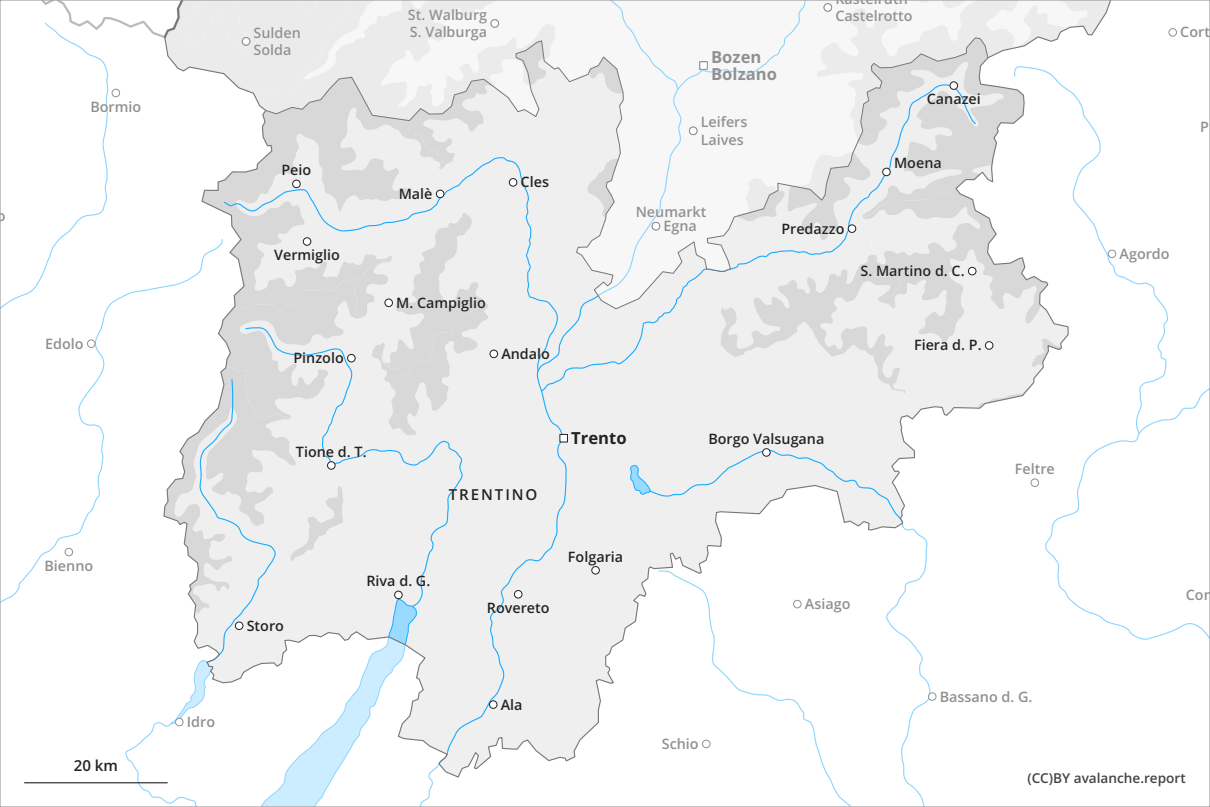 Kastelruth
St. Walburg
S. Valburga
Castelrotto
Sulden
Solda
Cort
Bozen
Bolzano
Bormio
Canazei
Leifers
Laives
P
Moena
Peio
Malè
Cles
Neumarkt
Egna
Predazzo
Vermiglio
Agordo
S. Martino d. C.
M. Campiglio
Edolo
Pinzolo
Andalo
Fiera d. P.
Trento
Borgo Valsugana
Tione d. T.
Feltre
TRENTINO
Bienno
Folgaria
Riva d. G.
Cor
Rovereto
Asiago
Storo
Bassano d. G.
Ala
Idro
Schio
20 km
(CC)BY avalanche.report